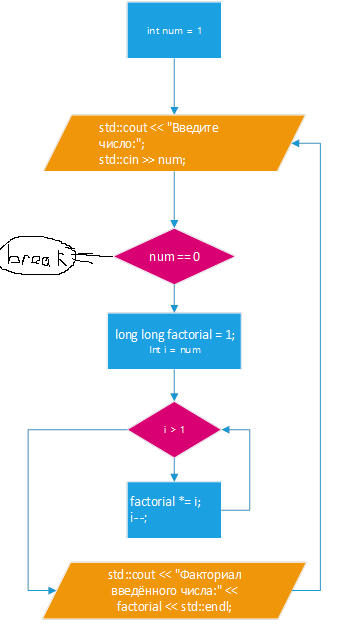 int num = 1
std::cout << "Введите
число:";
std::cin >> num;
break
num == 0
long long factorial = 1;
Int i = num
i > 1
factorial *= i;
i--;
std::cout << "Факториал
введённого числа:" <<
factorial << std::endl;